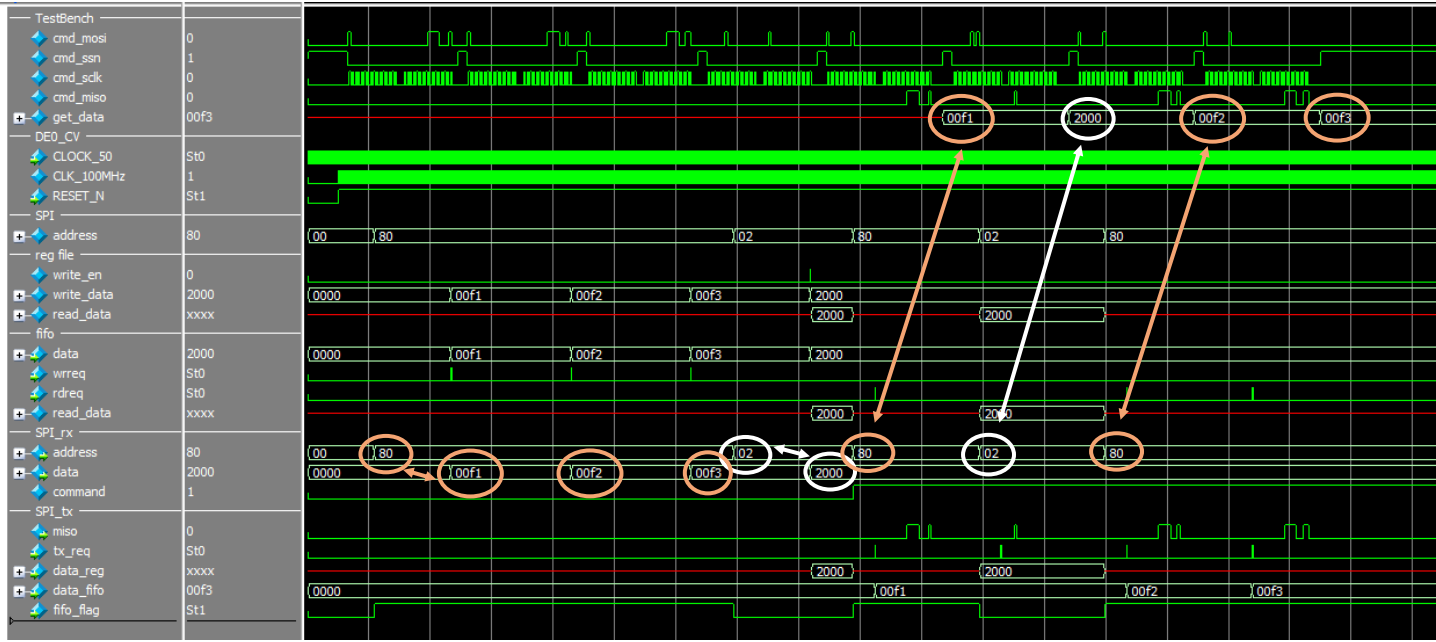 TestBench
cmd_mosi 0
cmd_ssn 1
cmd_sclk 0
cmd_miso 0
get_data 00f3 00f1 2000 00f2 00f3
DE0_CV
CLOCK_50 St0
CLK_100MHz 1
RESET_N St1
SPI
address 80 00 80 02 80 02 80
reg file
write_en 0
write_data 2000 0000 00f1 00f2 00f3 2000
read_data xxxx 2000 2000
fifo
data 2000 0000 00f1 00f2 00f3 2000
wrreq St0
rdreq St0
read_data xxxx 2000 2000
SPI_rx
address 80 00 80 02 80 02 80
data 2000 0000 00f1 00f2 00f3 2000
command 1
SPI_tx
miso 0
tx_req St0
data_reg xxxx 2000 2000
data_fifo 00f3 0000 00f1 00f2 00f3
fifo_flag St1